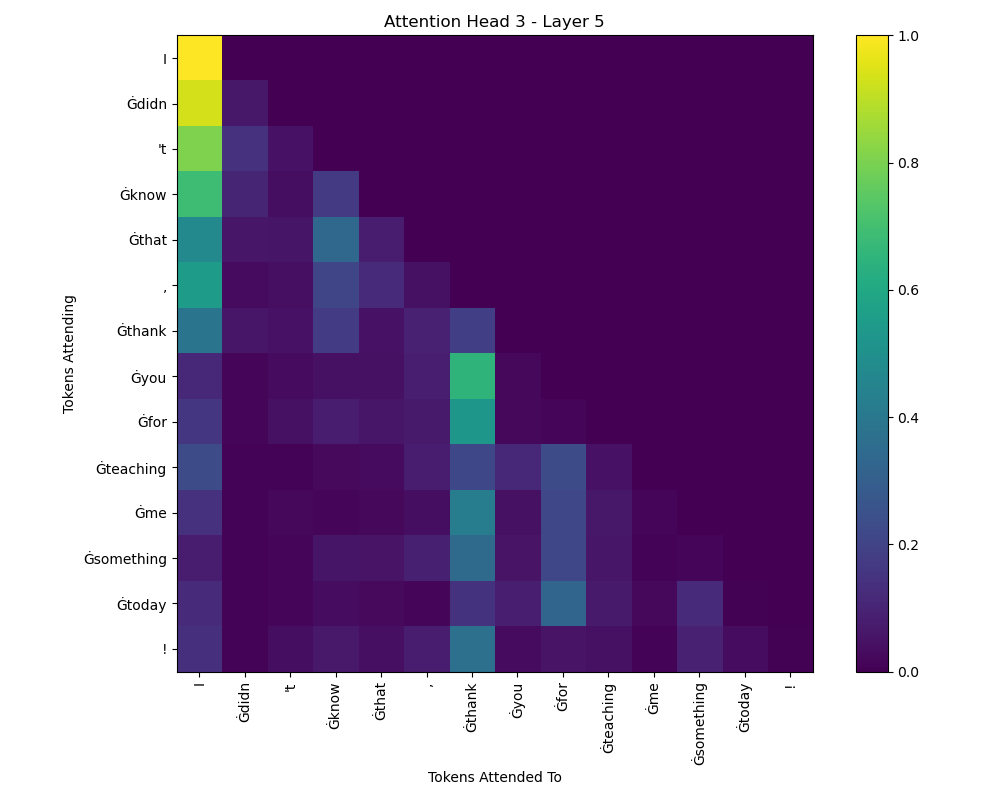 Attention Head 3 - Layer 5
I
Ġdidn
't
Ġknow
Ġthat
,
Ġthank
Ġyou
Ġfor
Ġteaching
Ġme
Ġsomething
Ġtoday
!
Tokens Attending
I
Ġdidn
't
Ġknow
Ġthat
,
Ġthank
Ġyou
Ġfor
Ġteaching
Ġme
Ġsomething
Ġtoday
!
Tokens Attended To
1.0
0.8
0.6
0.4
0.2
0.0